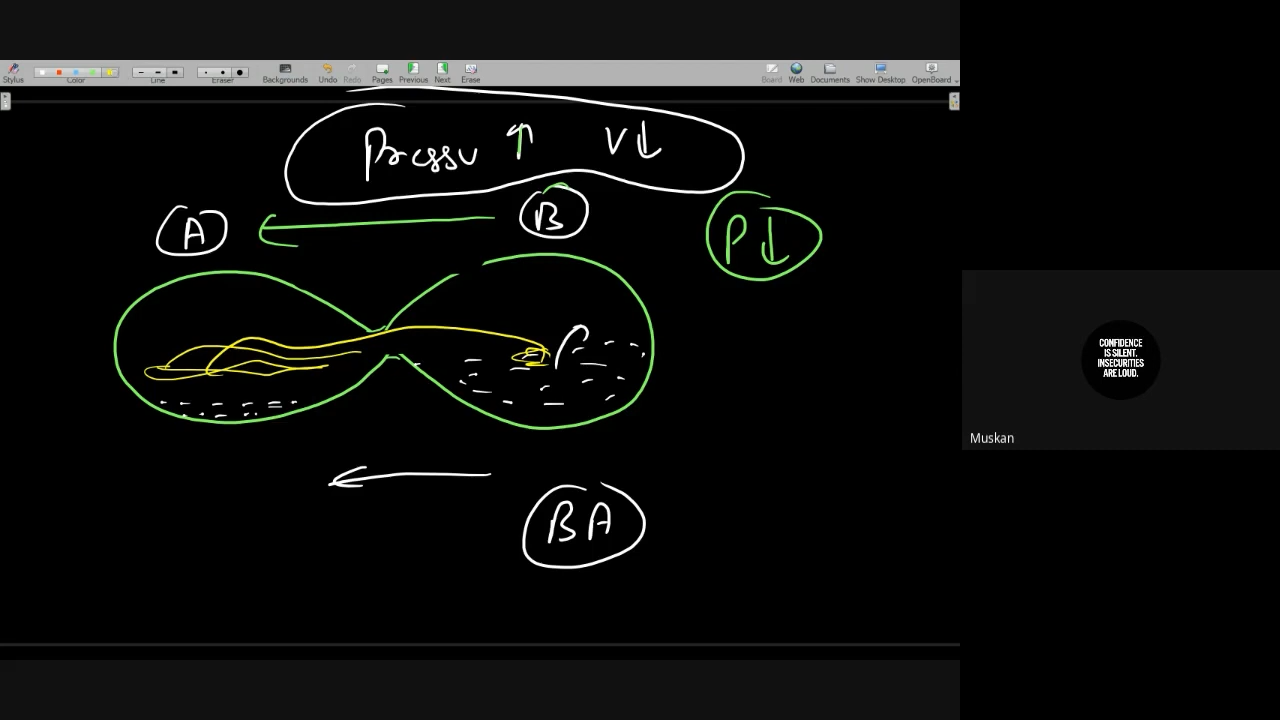 Stylus Color Line Eraser Backgrounds Undo Redo Pages Previous Next Erase Board Web Documents Show Desktop OpenBoard
Pressu ↑ V↓
A ← B
P↓
← BA
CONFIDENCE
IS SILENT.
INSECURITIES
ARE LOUD.
Muskan